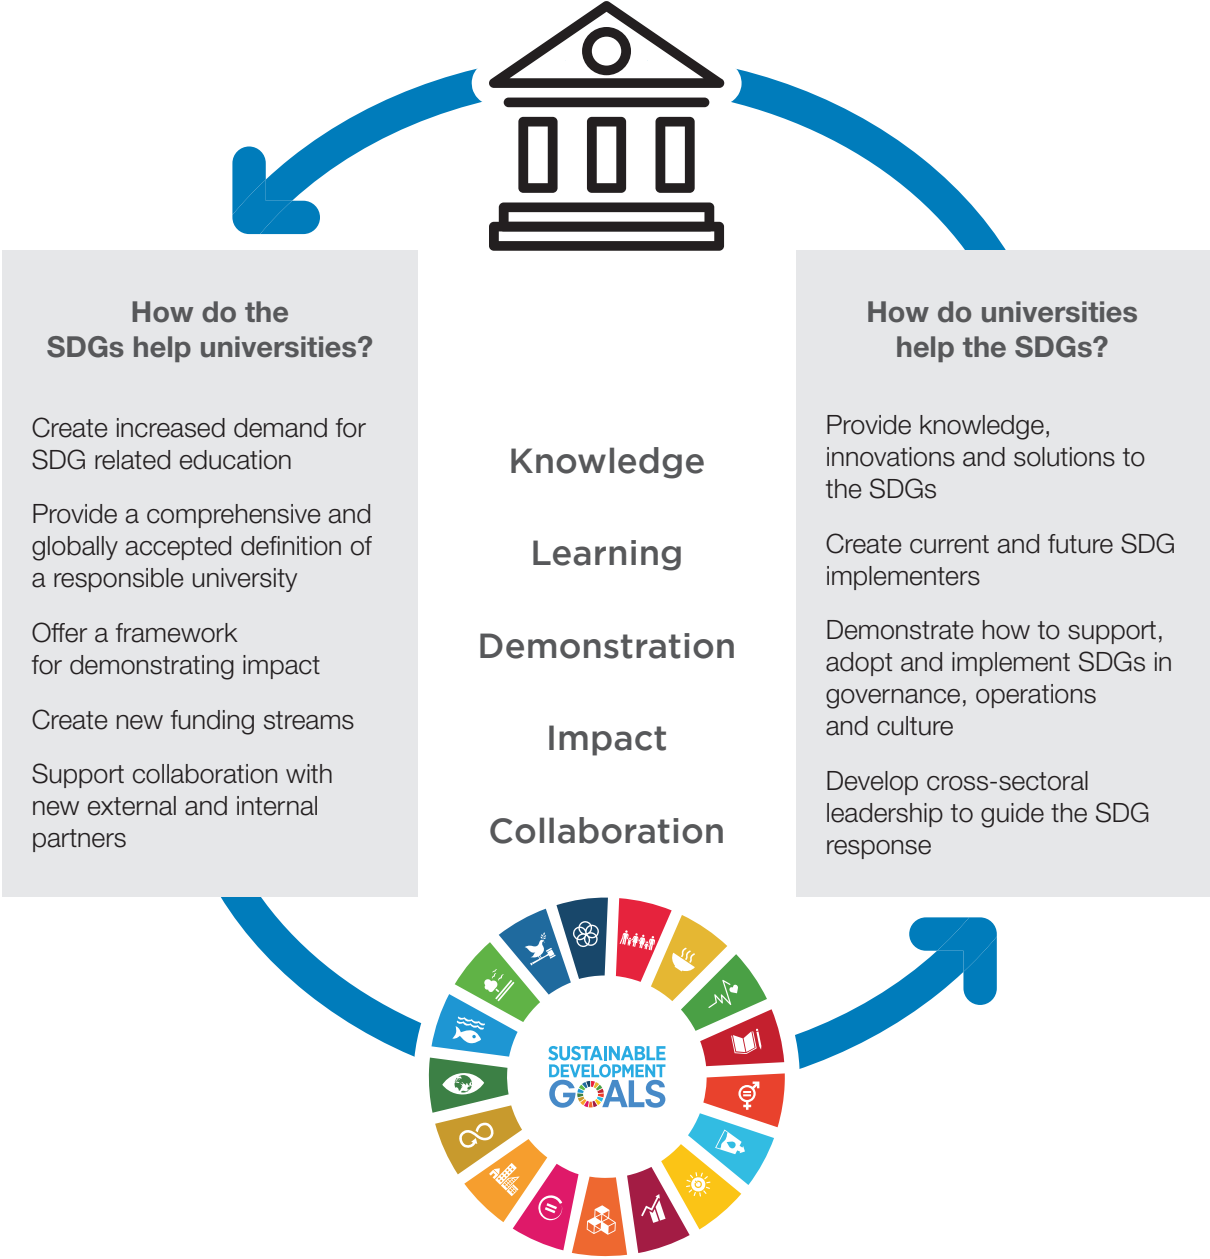 How do the
SDGs help universities?
Create increased demand for
SDG related education
Provide a comprehensive and
globally accepted definition of
a responsible university
Offer a framework
for demonstrating impact
Create new funding streams
Support collaboration with
new external and internal
partners
Knowledge
Learning
Demonstration
Impact
Collaboration
How do universities
help the SDGs?
Provide knowledge,
innovations and solutions to
the SDGs
Create current and future SDG
implementers
Demonstrate how to support,
adopt and implement SDGs in
governance, operations
and culture
Develop cross-sectoral
leadership to guide the SDG
response
SUSTAINABLE
DEVELOPMENT
GOALS